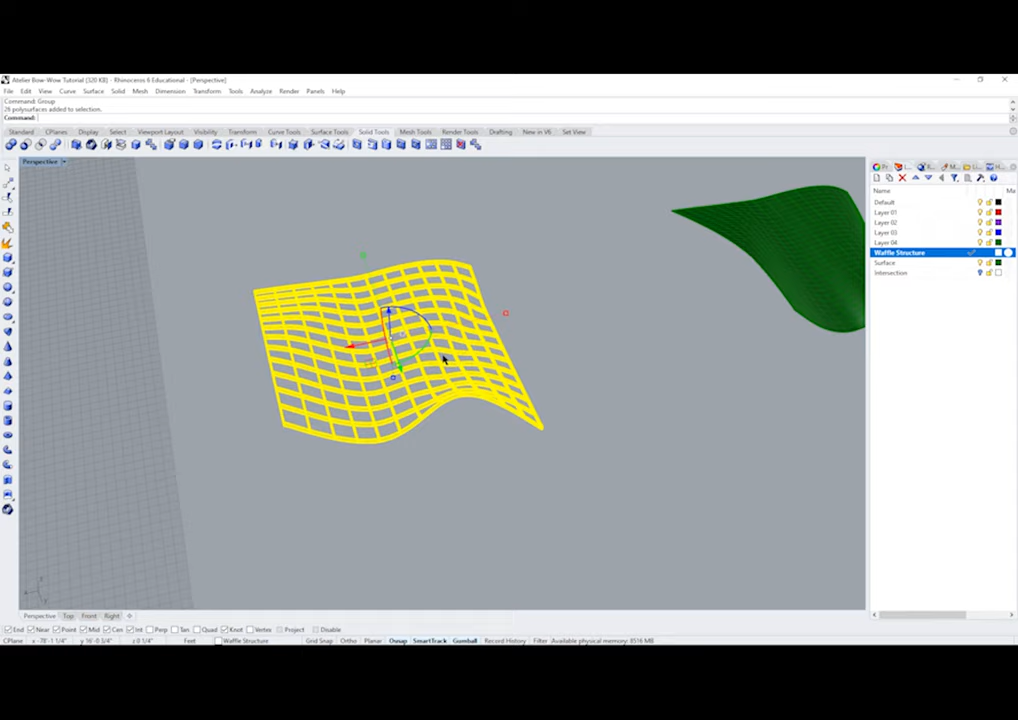 Atelier Bow-Wow Tutorial (320 KB) - Rhinoceros 6 Educational - [Perspective]
File Edit View Curve Surface Solid Mesh Dimension Transform Tools Analyze Render Panels Help
Command: Group
26 polysurfaces added to selection.
Command:
Standard CPlanes Display Select Viewport Layout Visibility Transform Curve Tools Surface Tools Solid Tools Mesh Tools Render Tools Drafting New in V6 Set View
Perspective
Name
Default
Layer 01
Layer 02
Layer 03
Layer 04
Waffle Structure
Surface
Intersection
Perspective Top Front Right
End Near Point Mid Cen Int Perp Tan Quad Knot Vertex Project Disable
CPlane Feet Waffle Structure Grid Snap Ortho Planar Osnap SmartTrack Gumball Record History Filter Available physical memory: 8516 MB